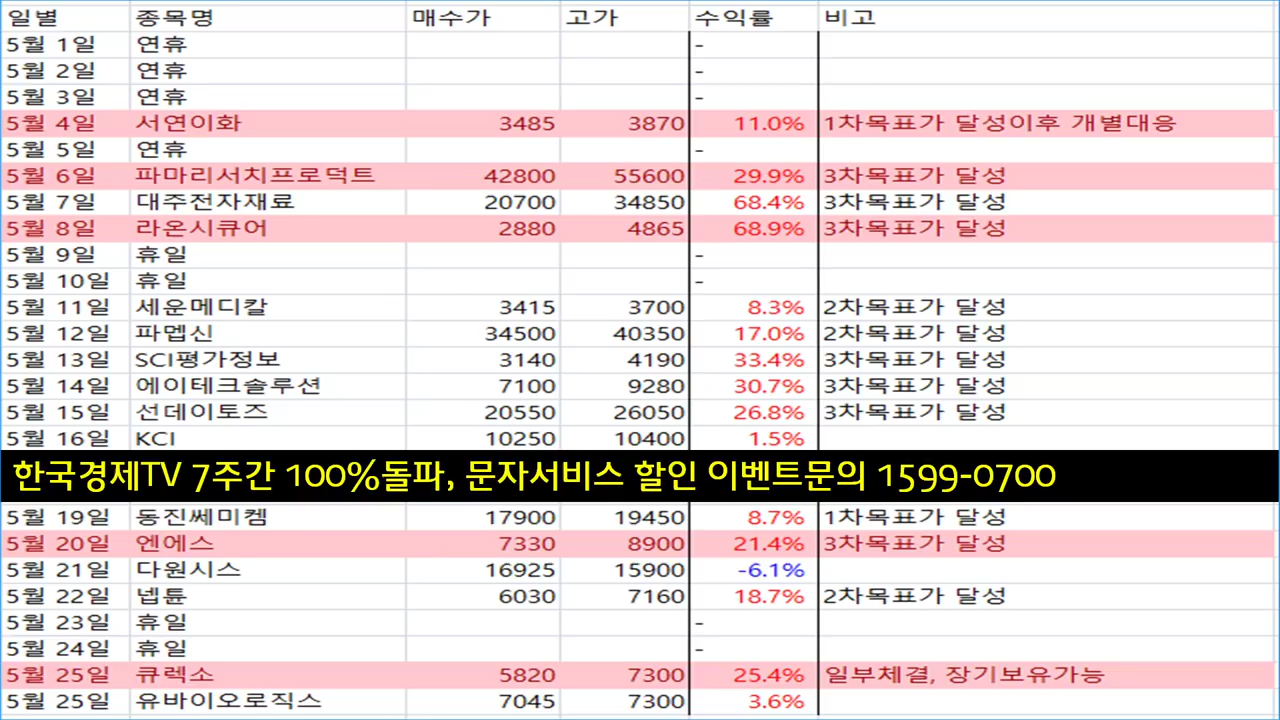 일별 종목명 매수가 고가 수익률 비고
5월 1일 연휴 -
5월 2일 연휴 -
5월 3일 연휴 -
5월 4일 서연이화 3485 3870 11.0% 1차목표가 달성이후 개별대응
5월 5일 연휴 -
5월 6일 파마리서치프로덕트 42800 55600 29.9% 3차목표가 달성
5월 7일 대주전자재료 20700 34850 68.4% 3차목표가 달성
5월 8일 라온시큐어 2880 4865 68.9% 3차목표가 달성
5월 9일 휴일 -
5월 10일 휴일 -
5월 11일 세운메디칼 3415 3700 8.3% 2차목표가 달성
5월 12일 파멥신 34500 40350 17.0% 2차목표가 달성
5월 13일 SCI평가정보 3140 4190 33.4% 3차목표가 달성
5월 14일 에이테크솔루션 7100 9280 30.7% 3차목표가 달성
5월 15일 선데이토즈 20550 26050 26.8% 3차목표가 달성
5월 16일 KCI 10250 10400 1.5%
한국경제TV 7주간 100%돌파, 문자서비스 할인 이벤트문의 1599-0700
5월 19일 동진쎄미켐 17900 19450 8.7% 1차목표가 달성
5월 20일 엔에스 7330 8900 21.4% 3차목표가 달성
5월 21일 다원시스 16925 15900 -6.1%
5월 22일 넵튠 6030 7160 18.7% 2차목표가 달성
5월 23일 휴일 -
5월 24일 휴일 -
5월 25일 큐렉소 5820 7300 25.4% 일부체결, 장기보유가능
5월 25일 유바이오로직스 7045 7300 3.6%